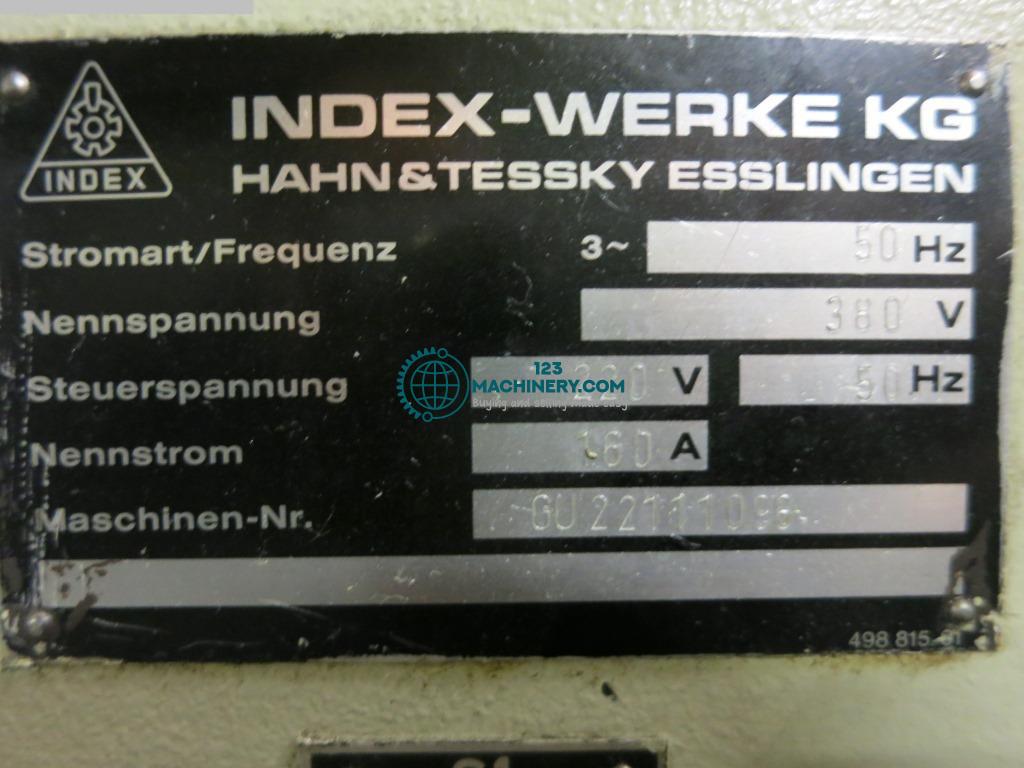 INDEX
INDEX-WERKE KG
HAHN & TESSKY ESSLINGEN
Stromart/Frequenz 3~ 50 Hz
Nennspannung 380 V
Steuerspannung 220 V 50 Hz
123
MACHINERY.COM
Buying and selling made easy
Nennstrom 160 A
Maschinen-Nr.
498 815-01